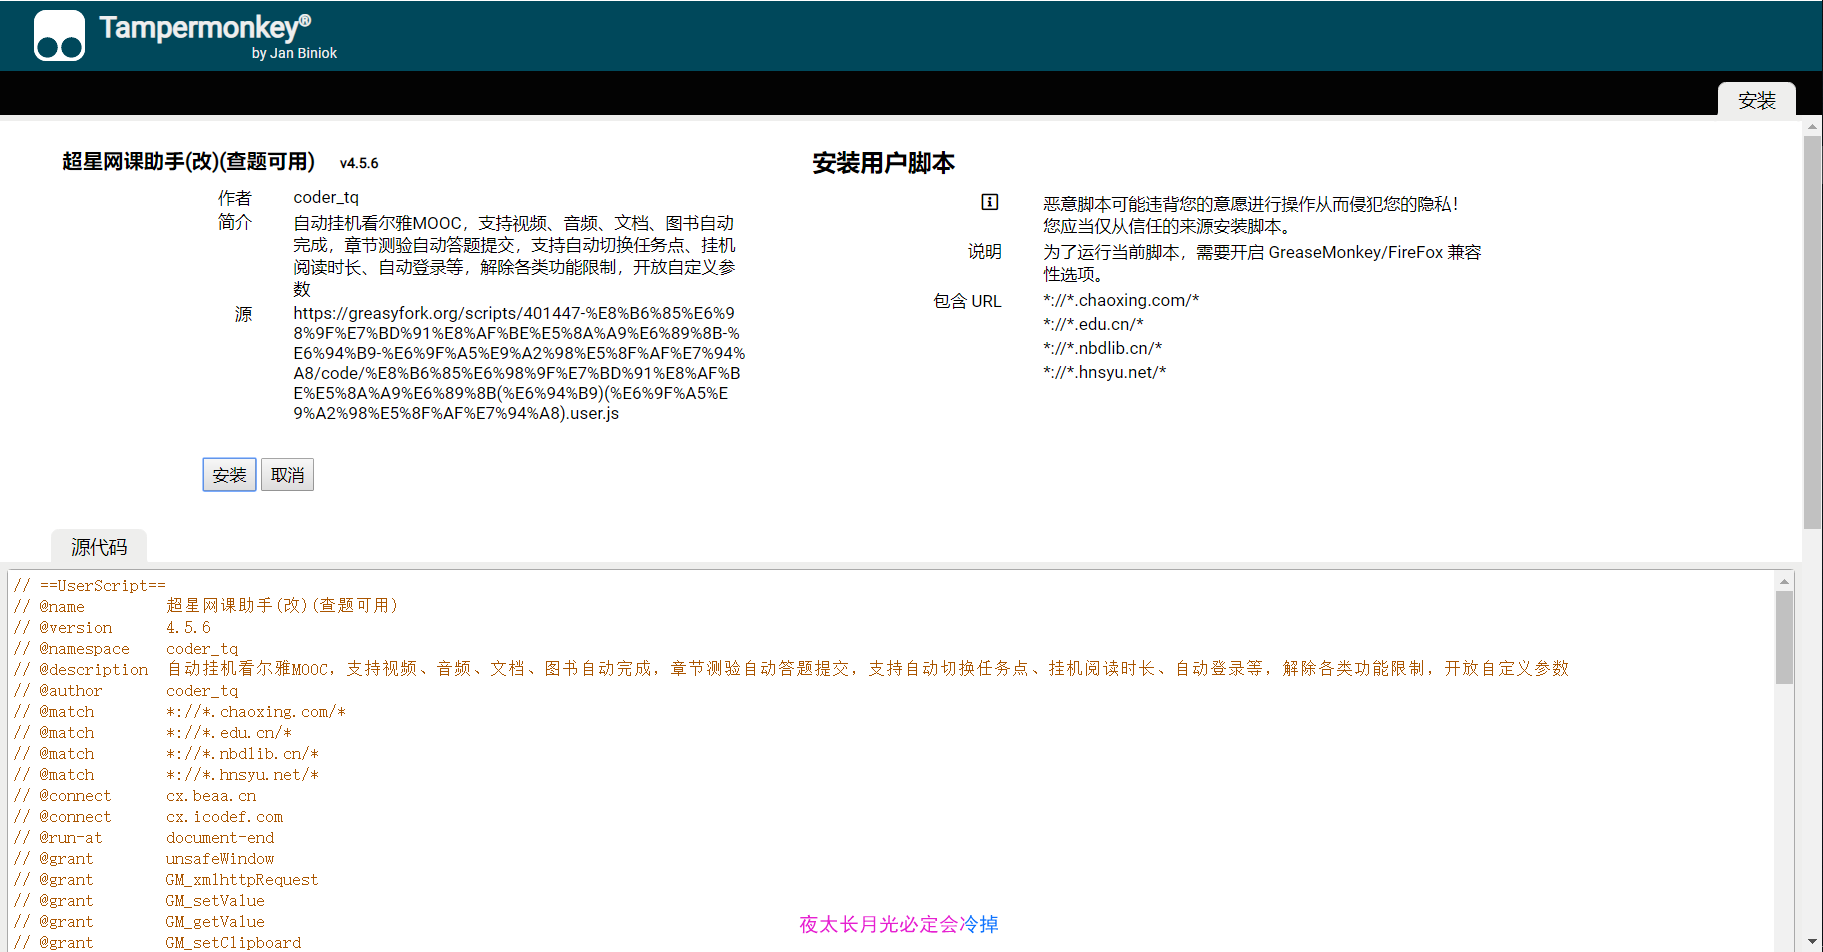 Tampermonkey®
by Jan Biniok
安装
超星网课助手(改)(查题可用) v4.5.6
作者 coder_tq
简介 自动挂机看尔雅MOOC，支持视频、音频、文档、图书自动
完成，章节测验自动答题提交，支持自动切换任务点、挂机
阅读时长、自动登录等，解除各类功能限制，开放自定义参
数
源 https://greasyfork.org/scripts/401447-%E8%B6%85%E6%9
8%9F%E7%BD%91%E8%AF%BE%E5%8A%A9%E6%89%8B-%
E6%94%B9-%E6%9F%A5%E9%A2%98%E5%8F%AF%E7%94%
A8/code/%E8%B6%85%E6%98%9F%E7%BD%91%E8%AF%B
E%E5%8A%A9%E6%89%8B(%E6%94%B9)(%E6%9F%A5%E
9%A2%98%E5%8F%AF%E7%94%A8).user.js
安装 取消
安装用户脚本
恶意脚本可能违背您的意愿进行操作从而侵犯您的隐私！
您应当仅从信任的来源安装脚本。
说明 为了运行当前脚本，需要开启 GreaseMonkey/FireFox 兼容
性选项。
包含 URL *://*.chaoxing.com/*
*://*.edu.cn/*
*://*.nbdlib.cn/*
*://*.hnsyu.net/*
源代码
// ==UserScript==
// @name 超星网课助手(改)(查题可用)
// @version 4.5.6
// @namespace coder_tq
// @description 自动挂机看尔雅MOOC，支持视频、音频、文档、图书自动完成，章节测验自动答题提交，支持自动切换任务点、挂机阅读时长、自动登录等，解除各类功能限制，开放自定义参数
// @author coder_tq
// @match *://*.chaoxing.com/*
// @match *://*.edu.cn/*
// @match *://*.nbdlib.cn/*
// @match *://*.hnsyu.net/*
// @connect cx.beaa.cn
// @connect cx.icodef.com
// @run-at document-end
// @grant unsafeWindow
// @grant GM_xmlhttpRequest
// @grant GM_setValue
// @grant GM_getValue
// @grant GM_setClipboard
夜太长月光必定会冷掉